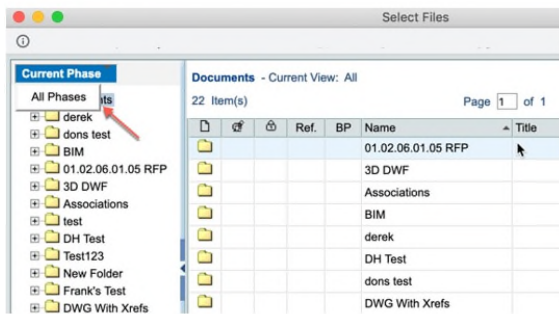 Select Files
Current Phase
All Phases
nts
derek
dons test
BIM
01.02.06.01.05 RFP
3D DWF
Associations
test
DH Test
Test123
New Folder
Frank's Test
DWG With Xrefs
Documents - Current View: All
22 Item(s)
Page 1 of 1
Ref. BP Name Title
01.02.06.01.05 RFP
3D DWF
Associations
BIM
derek
DH Test
dons test
DWG With Xrefs